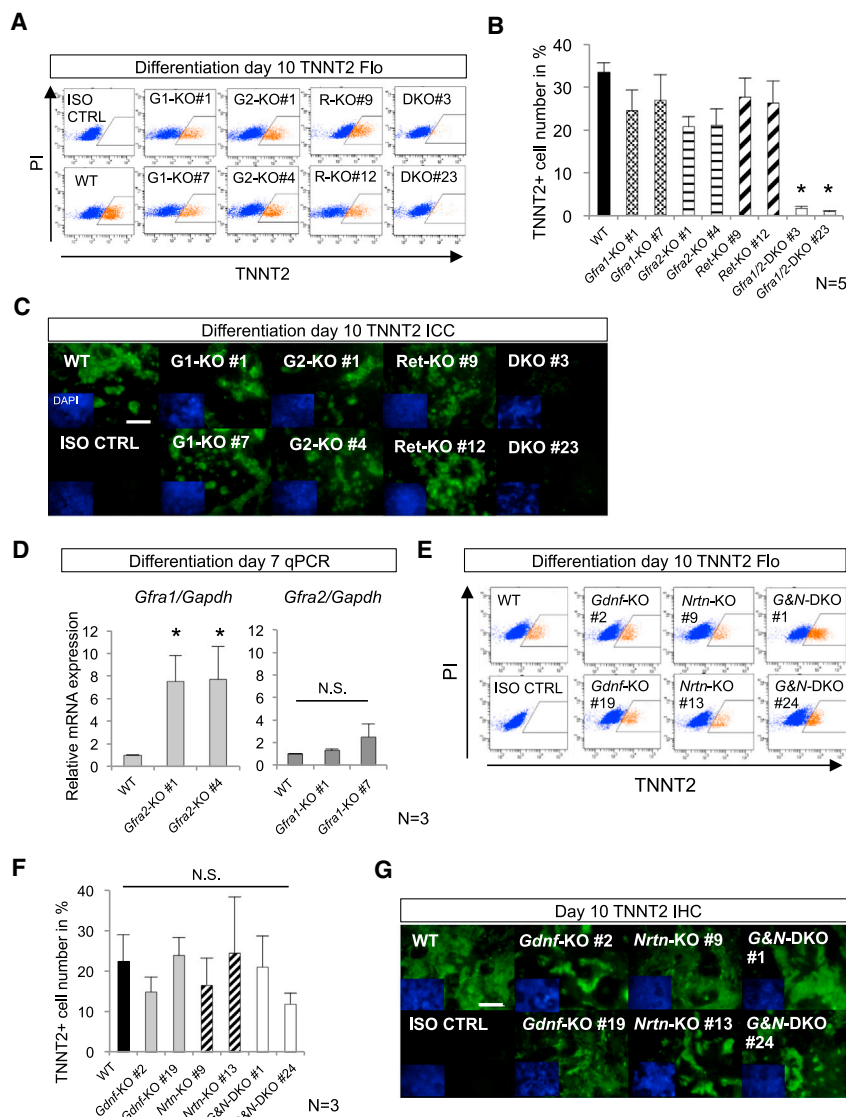 A
Differentiation day 10 TNNT2 Flo
PI
ISO CTRL
G1-KO#1
G2-KO#1
R-KO#9
DKO#3
WT
G1-KO#7
G2-KO#4
R-KO#12
DKO#23
TNNT2
B
TNNT2+ cell number in %
40
30
20
10
0
*
*
WT
Gfra1-KO #1
Gfra1-KO #7
Gfra2-KO #1
Gfra2-KO #4
Ret-KO #9
Ret-KO #12
Gfra1/2-DKO #3
Gfra1/2-DKO #23
N=5
C
Differentiation day 10 TNNT2 ICC
WT
G1-KO #1
G2-KO #1
Ret-KO #9
DKO #3
DAPI
ISO CTRL
G1-KO #7
G2-KO #4
Ret-KO #12
DKO #23
D
Differentiation day 7 qPCR
Gfra1/Gapdh
Gfra2/Gapdh
Relative mRNA expression
12
10
8
6
4
2
0
*
*
WT
Gfra2-KO #1
Gfra2-KO #4
12
10
8
6
4
2
0
N.S.
WT
Gfra1-KO #1
Gfra1-KO #7
N=3
E
Differentiation day 10 TNNT2 Flo
PI
WT
Gdnf-KO #2
Nrtn-KO #9
G&N-DKO #1
ISO CTRL
Gdnf-KO #19
Nrtn-KO #13
G&N-DKO #24
TNNT2
F
N.S.
TNNT2+ cell number in %
40
30
20
10
0
WT
Gdnf-KO #2
Gdnf-KO #19
Nrtn-KO #9
Nrtn-KO #13
G&N-DKO #1
G&N-DKO #24
N=3
G
Day 10 TNNT2 IHC
WT
Gdnf-KO #2
Nrtn-KO #9
G&N-DKO #1
ISO CTRL
Gdnf-KO #19
Nrtn-KO #13
G&N-DKO #24